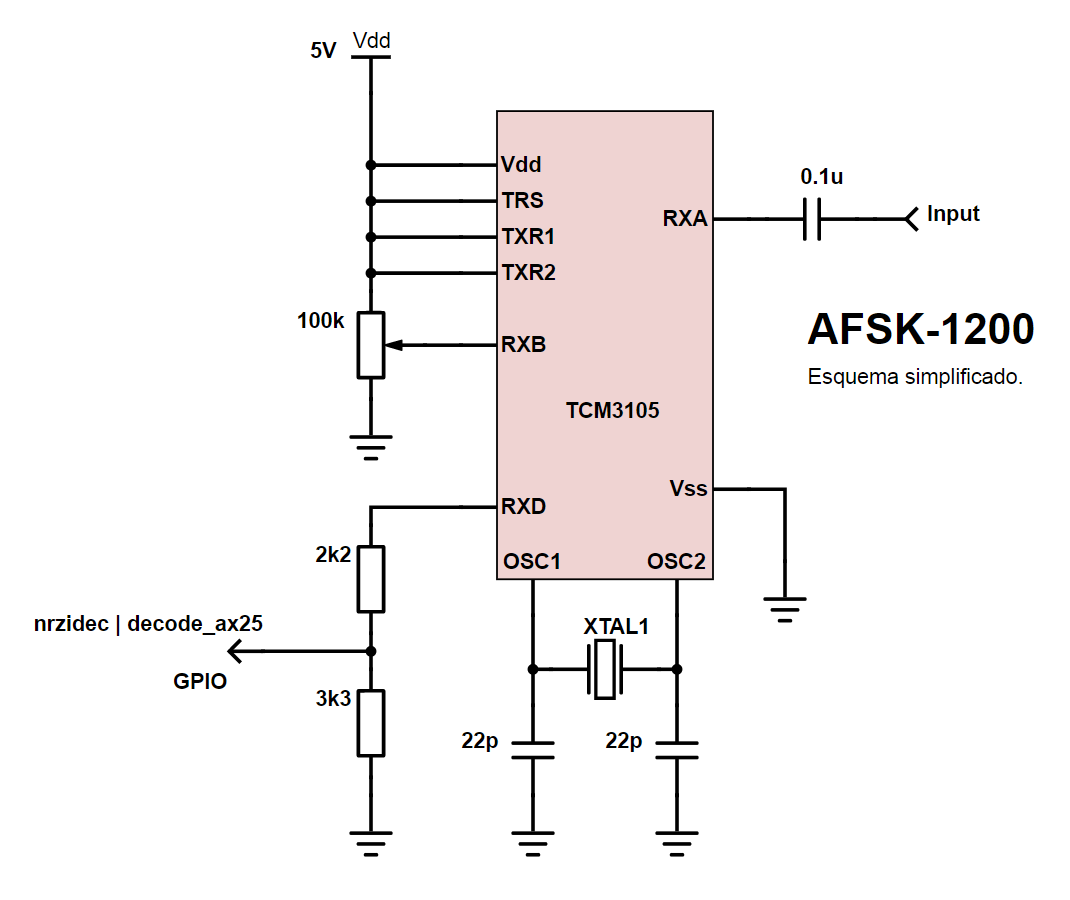 5V Vdd
Vdd
TRS
TXR1
TXR2
100k
RXB
RXA
0.1u
Input
AFSK-1200
Esquema simplificado.
TCM3105
Vss
RXD
OSC1
OSC2
2k2
nrzidec | decode_ax25
GPIO
3k3
XTAL1
22p
22p